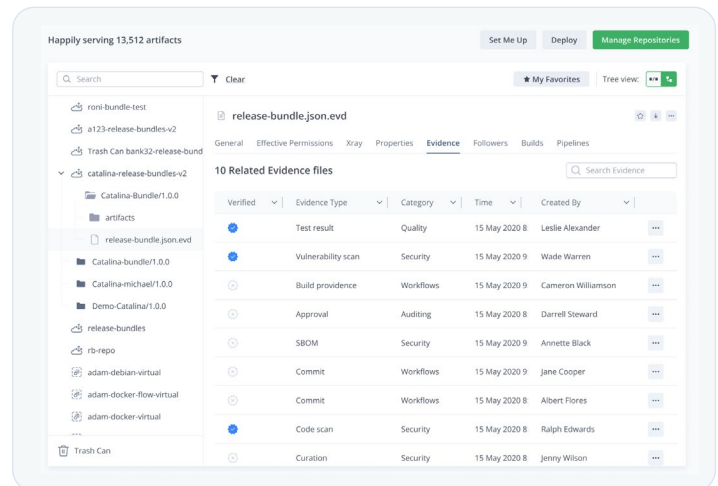 Happily serving 13,512 artifacts
Set Me Up Deploy Manage Repositories
Search
Clear
My Favorites
Tree view:
roni-bundle-test
a123-release-bundles-v2
Trash Can bank32-release-bund
catalina-release-bundles-v2
Catalina-Bundle/1.0.0
artifacts
release-bundle.json.evd
Catalina-bundle/1.0.0
Catalina-michael/1.0.0
Demo-Catalina/1.0.0
release-bundles
rb-repo
adam-debian-virtual
adam-docker-flow-virtual
adam-docker-virtual
Trash Can
release-bundle.json.evd
General Effective Permissions Xray Properties Evidence Followers Builds Pipelines
10 Related Evidence files
Search Evidence
Verified Evidence Type Category Time Created By
Test result Quality 15 May 2020 8 Leslie Alexander
Vulnerability scan Security 15 May 2020 9 Wade Warren
Build providence Workflows 15 May 2020 9 Cameron Williamson
Approval Auditing 15 May 2020 8 Darrell Steward
SBOM Security 15 May 2020 9 Annette Black
Commit Workflows 15 May 2020 9 Jane Cooper
Commit Workflows 15 May 2020 8 Albert Flores
Code scan Security 15 May 2020 8 Ralph Edwards
Curation Security 15 May 2020 8 Jenny Wilson